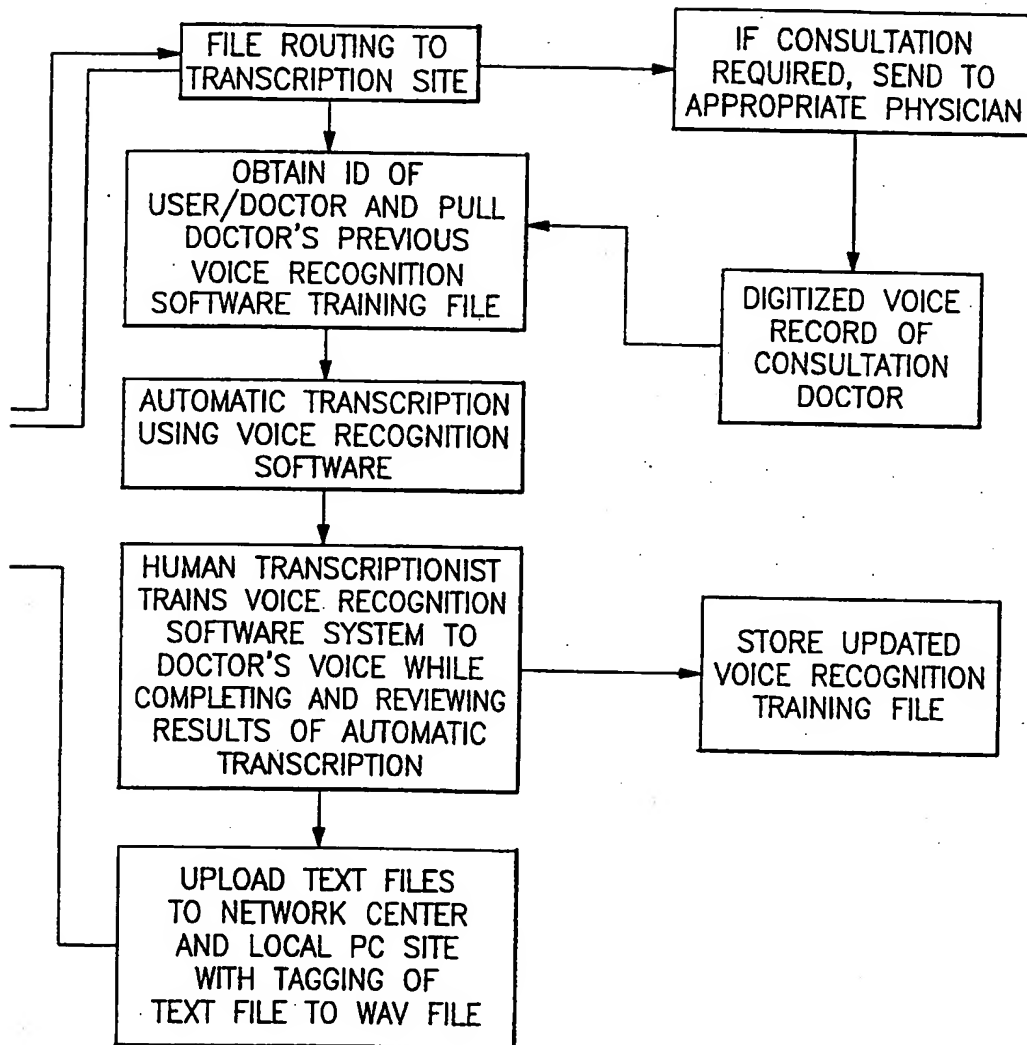 FILE ROUTING TO
TRANSCRIPTION SITE
IF CONSULTATION
REQUIRED, SEND TO
APPROPRIATE PHYSICIAN
OBTAIN ID OF
USER/DOCTOR AND PULL
DOCTOR'S PREVIOUS
VOICE RECOGNITION
SOFTWARE TRAINING FILE
DIGITIZED VOICE
RECORD OF
CONSULTATION
DOCTOR
AUTOMATIC TRANSCRIPTION
USING VOICE RECOGNITION
SOFTWARE
HUMAN TRANSCRIPTIONIST
TRAINS VOICE RECOGNITION
SOFTWARE SYSTEM TO
DOCTOR'S VOICE WHILE
COMPLETING AND REVIEWING
RESULTS OF AUTOMATIC
TRANSCRIPTION
STORE UPDATED
VOICE RECOGNITION
TRAINING FILE
UPLOAD TEXT FILES
TO NETWORK CENTER
AND LOCAL PC SITE
WITH TAGGING OF
TEXT FILE TO WAV FILE